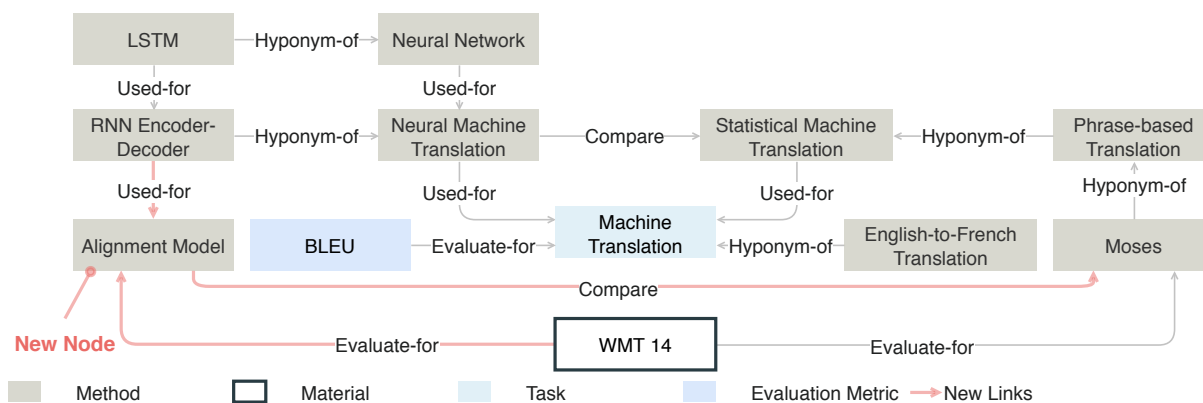 LSTM
Hyponym-of
Neural Network
Used-for
Used-for
RNN Encoder-
Decoder
Hyponym-of
Neural Machine
Translation
Compare
Statistical Machine
Translation
Hyponym-of
Phrase-based
Translation
Used-for
Used-for
Used-for
Hyponym-of
Alignment Model
BLEU
Evaluate-for
Machine
Translation
Hyponym-of
English-to-French
Translation
Moses
Compare
New Node
Evaluate-for
WMT 14
Evaluate-for
Method
Material
Task
Evaluation Metric
New Links